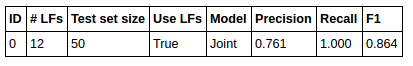 ID # LFs Test set size Use LFs Model Precision Recall F1
0 12 50 True Joint 0.761 1.000 0.864